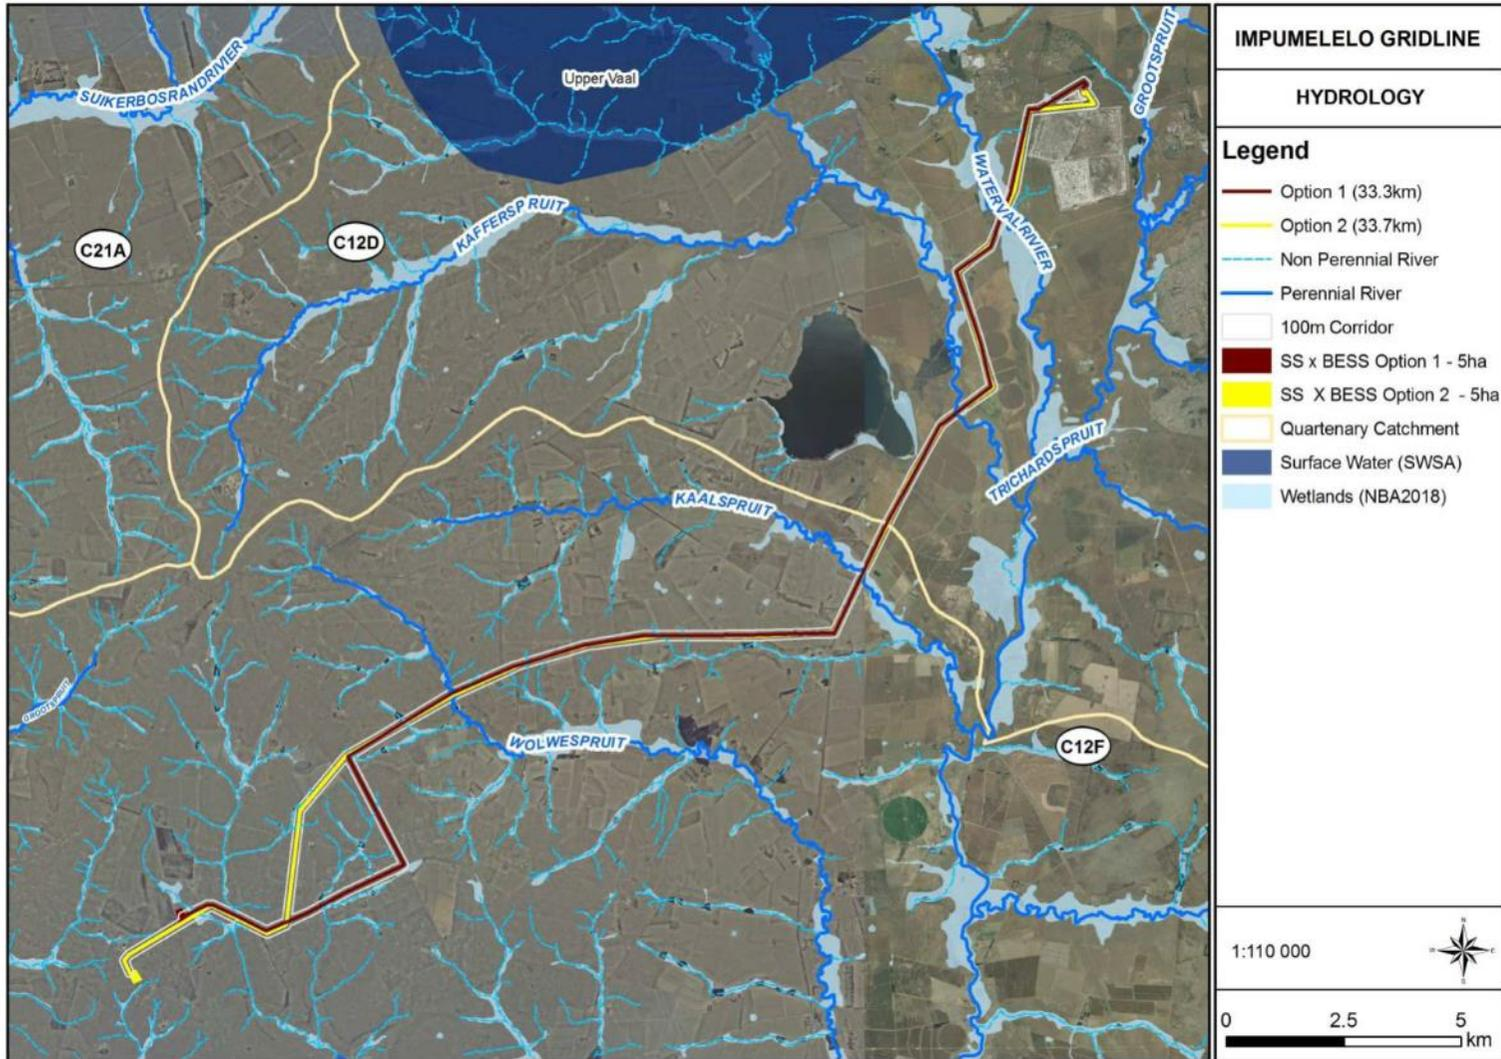 SUIKERBOSRANDRIVIER
Upper Vaal
GROOTSPRUIT
WATERVALRIVIER
KAFFERSPRUIT
C21A
C12D
TRICHARDSPRUIT
KAALSPRUIT
GROOTSPRUIT
WOLWESPRUIT
C12F
IMPUMELELO GRIDLINE
HYDROLOGY
Legend
Option 1 (33.3km)
Option 2 (33.7km)
Non Perennial River
Perennial River
100m Corridor
SS x BESS Option 1 - 5ha
SS X BESS Option 2 - 5ha
Quartenary Catchment
Surface Water (SWSA)
Wetlands (NBA2018)
1:110 000
N
W
E
S
0 2.5 5
km